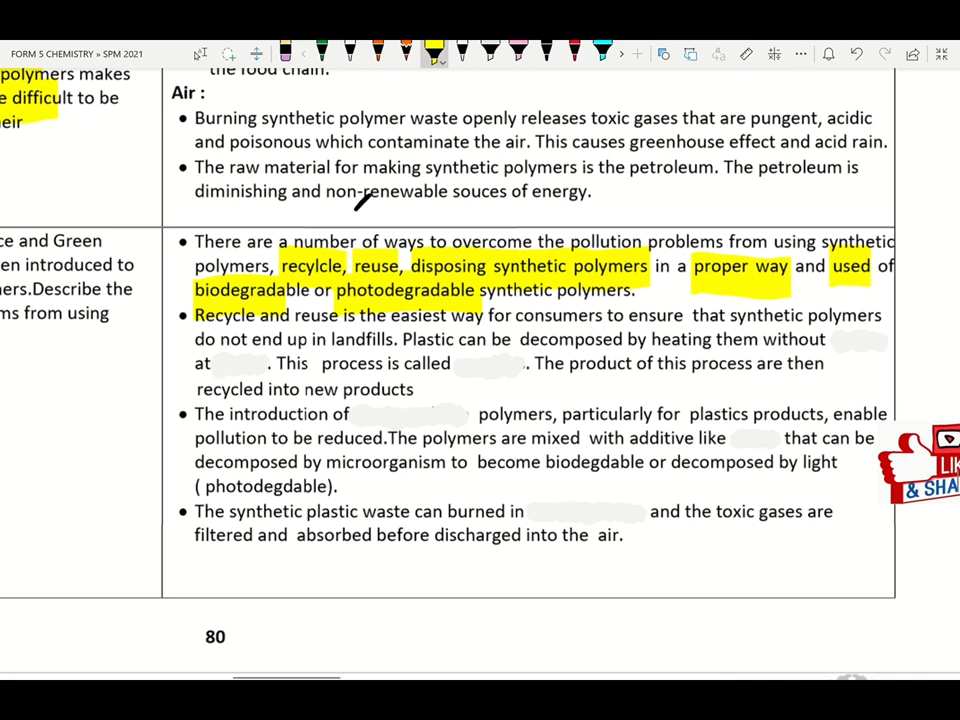 FORM 5 CHEMISTRY » SPM 2021
polymers makes
e difficult to be
eir
the food chain.
Air :
• Burning synthetic polymer waste openly releases toxic gases that are pungent, acidic
and poisonous which contaminate the air. This causes greenhouse effect and acid rain.
• The raw material for making synthetic polymers is the petroleum. The petroleum is
diminishing and non-renewable souces of energy.
ce and Green
en introduced to
ners.Describe the
ms from using
• There are a number of ways to overcome the pollution problems from using synthetic
polymers, recylcle, reuse, disposing synthetic polymers in a proper way and used of
biodegradable or photodegradable synthetic polymers.
• Recycle and reuse is the easiest way for consumers to ensure that synthetic polymers
do not end up in landfills. Plastic can be decomposed by heating them without
at . This process is called . The product of this process are then
recycled into new products
• The introduction of polymers, particularly for plastics products, enable
pollution to be reduced.The polymers are mixed with additive like that can be
decomposed by microorganism to become biodegdable or decomposed by light
( photodegdable).
• The synthetic plastic waste can burned in and the toxic gases are
filtered and absorbed before discharged into the air.
LIK
& SHA
80